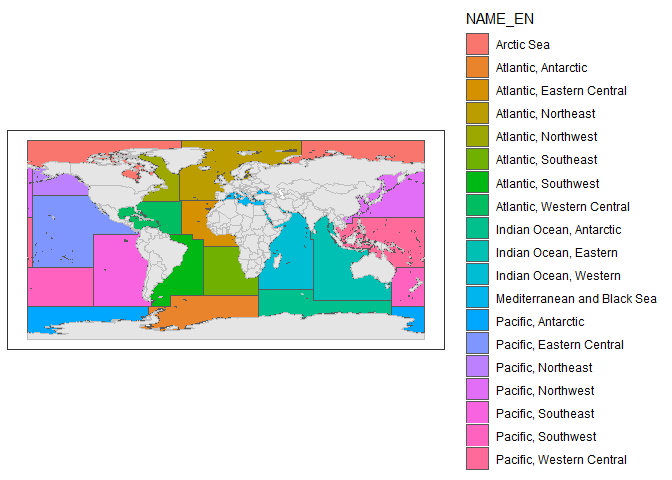 NAME_EN
Arctic Sea
Atlantic, Antarctic
Atlantic, Eastern Central
Atlantic, Northeast
Atlantic, Northwest
Atlantic, Southeast
Atlantic, Southwest
Atlantic, Western Central
Indian Ocean, Antarctic
Indian Ocean, Eastern
Indian Ocean, Western
Mediterranean and Black Sea
Pacific, Antarctic
Pacific, Eastern Central
Pacific, Northeast
Pacific, Northwest
Pacific, Southeast
Pacific, Southwest
Pacific, Western Central